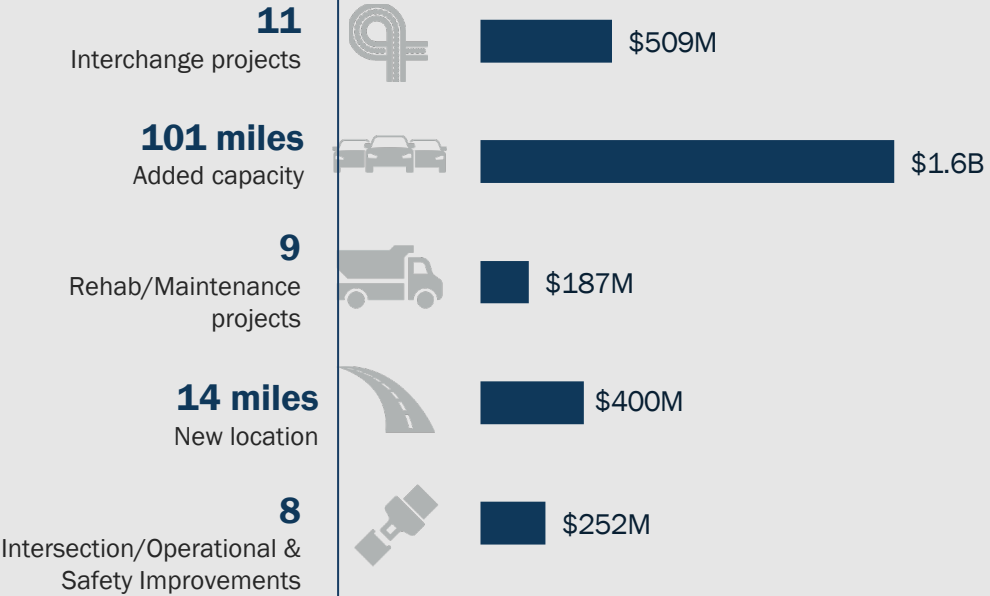 11
Interchange projects
$509M
101 miles
Added capacity
$1.6B
9
Rehab/Maintenance
projects
$187M
14 miles
New location
$400M
8
Intersection/Operational &
Safety Improvements
$252M